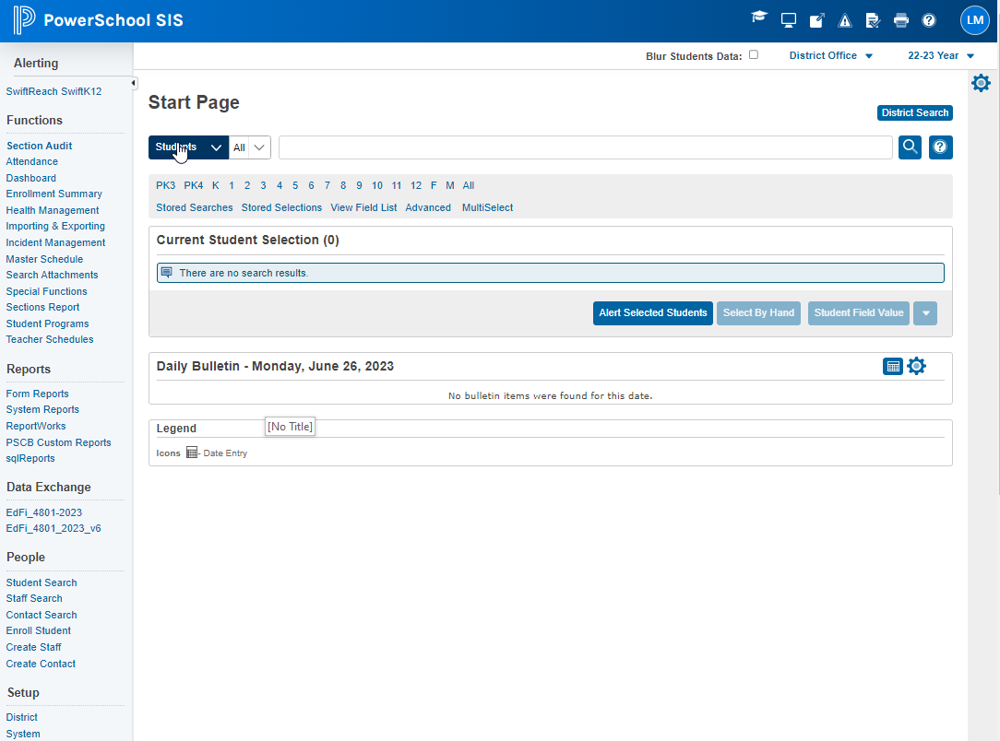 PowerSchool SIS
LM
Blur Students Data:
District Office
22-23 Year
Alerting
SwiftReach SwiftK12
Functions
Section Audit
Attendance
Dashboard
Enrollment Summary
Health Management
Importing & Exporting
Incident Management
Master Schedule
Search Attachments
Special Functions
Sections Report
Student Programs
Teacher Schedules
Reports
Form Reports
System Reports
ReportWorks
PSCB Custom Reports
sqlReports
Data Exchange
EdFi_4801-2023
EdFi_4801_2023_v6
People
Student Search
Staff Search
Contact Search
Enroll Student
Create Staff
Create Contact
Setup
District
System
Start Page
District Search
Students All
PK3 PK4 K 1 2 3 4 5 6 7 8 9 10 11 12 F M All
Stored Searches Stored Selections View Field List Advanced MultiSelect
Current Student Selection (0)
There are no search results.
Alert Selected Students Select By Hand Student Field Value
Daily Bulletin - Monday, June 26, 2023
No bulletin items were found for this date.
Legend
[No Title]
Icons - Date Entry